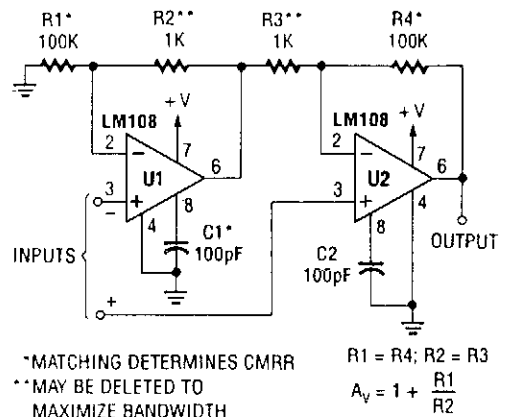 R1* R2** R3** R4*
100K 1K 1K 100K
+V +V
LM108 LM108
2 − 7 2 − 7
U1 6 U2 6
3 + 8 3 + 8
− 4 4
C1*
100pF
C2
100pF
INPUTS
OUTPUT
+
*MATCHING DETERMINES CMRR
**MAY BE DELETED TO
MAXIMIZE BANDWIDTH
R1 = R4; R2 = R3
Av = 1 + R1
R2